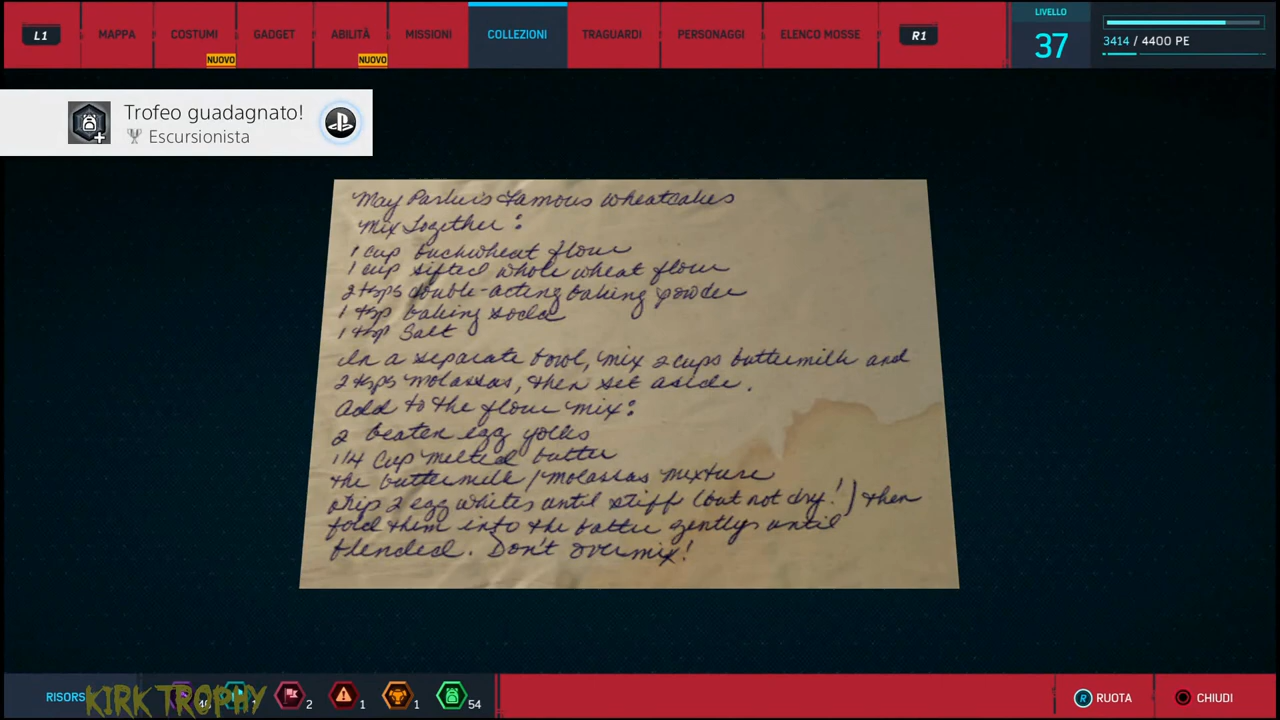 L1
MAPPA
COSTUMI
GADGET
ABILITÀ
MISSIONI
COLLEZIONI
TRAGUARDI
PERSONAGGI
ELENCO MOSSE
R1
NUOVO
NUOVO
LIVELLO
37
3414 / 4400 PE
Trofeo guadagnato!
Escursionista
May Parker's Famous Wheatcakes
Mix Together:
1 cup buckwheat flour
1 cup sifted whole wheat flour
2 tsps double-acting baking powder
1 tsp baking soda
1 tsp Salt
In a separate bowl, mix 2 cups buttermilk and
2 tsps molassas, then set aside.
Add to the flour mix:
2 beaten egg yolks
1/4 Cup melted butter
the buttermilk/molassas mixture
whip 2 egg whites until stiff (but not dry!) then
fold them into the batter gently until
blended. Don't overmix!
RISORS
KIRK TROPHY
2
1
1
54
R RUOTA
CHIUDI